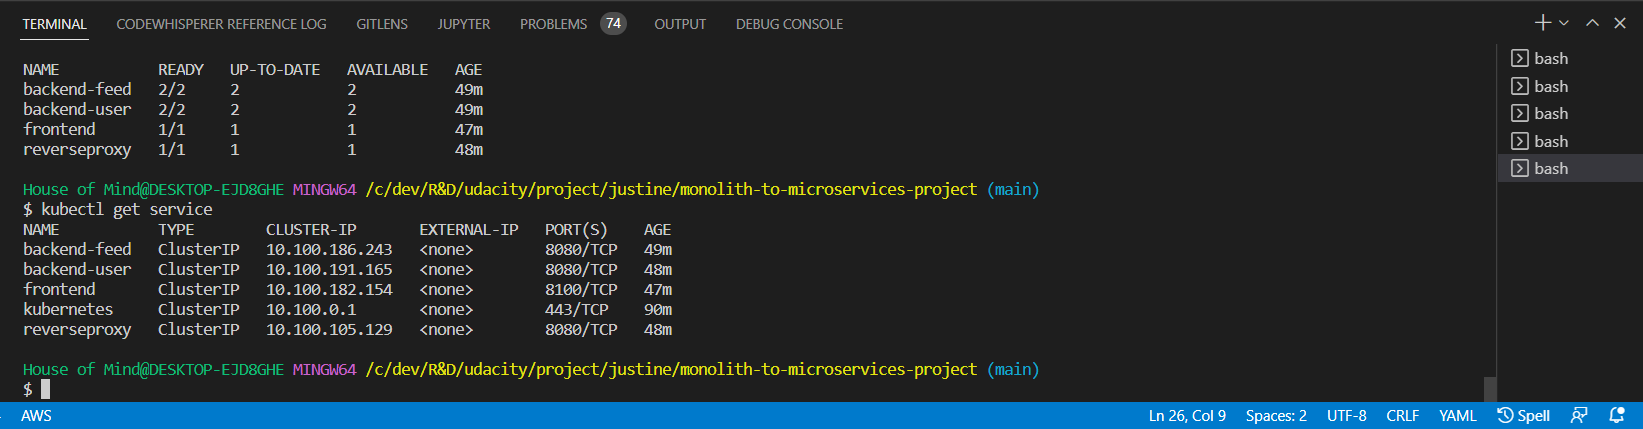 TERMINAL CODEWHISPERER REFERENCE LOG GITLENS JUPYTER PROBLEMS 74 OUTPUT DEBUG CONSOLE
NAME READY UP-TO-DATE AVAILABLE AGE
backend-feed 2/2 2 2 49m
backend-user 2/2 2 2 49m
frontend 1/1 1 1 47m
reverseproxy 1/1 1 1 48m
House of Mind@DESKTOP-EJD8GHE MINGW64 /c/dev/R&D/udacity/project/justine/monolith-to-microservices-project (main)
$ kubectl get service
NAME TYPE CLUSTER-IP EXTERNAL-IP PORT(S) AGE
backend-feed ClusterIP 10.100.186.243 <none> 8080/TCP 49m
backend-user ClusterIP 10.100.191.165 <none> 8080/TCP 48m
frontend ClusterIP 10.100.182.154 <none> 8100/TCP 47m
kubernetes ClusterIP 10.100.0.1 <none> 443/TCP 90m
reverseproxy ClusterIP 10.100.105.129 <none> 8080/TCP 48m
House of Mind@DESKTOP-EJD8GHE MINGW64 /c/dev/R&D/udacity/project/justine/monolith-to-microservices-project (main)
$
bash
bash
bash
bash
bash
AWS Ln 26, Col 9 Spaces: 2 UTF-8 CRLF YAML Spell